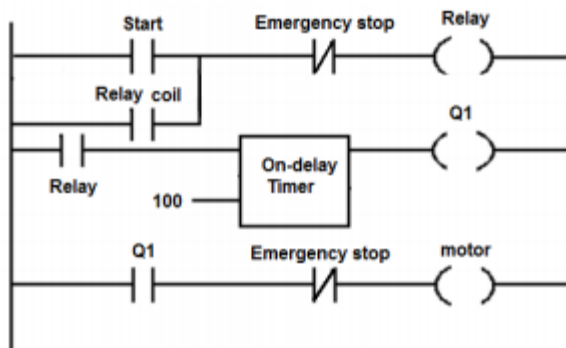 Start Emergency stop Relay
Relay coil
Q1
Relay
On-delay
Timer
100
Q1 Emergency stop motor